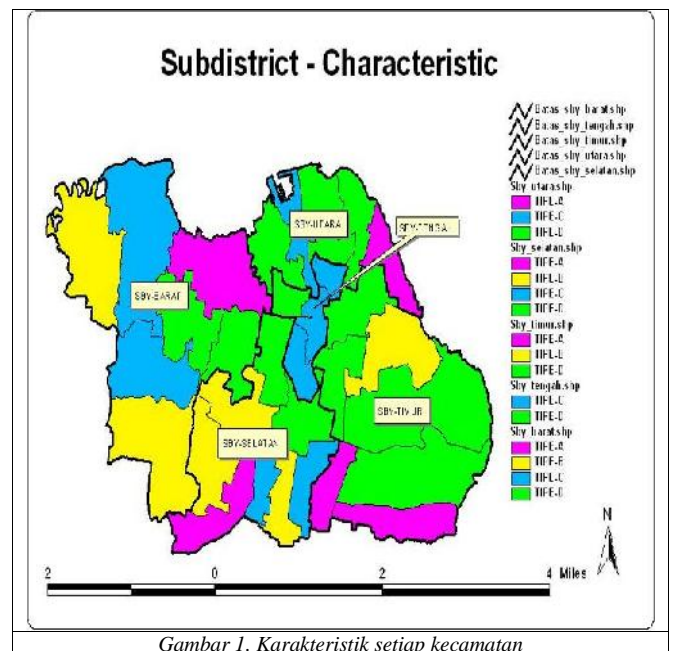 Subdistrict - Characteristic
Batas_sby_barat.shp
Batas_sby_tengah.shp
Batas_sby_timur.shp
Batas_sby_utara.shp
Batas_sby_selatan.shp
Sby_utara.shp
TIPE-A
TIPE-C
TIPE-D
Sby_selatan.shp
TIPE-A
TIPE-B
TIPE-C
TIPE-D
Sby_timur.shp
TIPE-A
TIPE-B
TIPE-D
Sby_tengah.shp
TIPE-C
TIPE-D
Sby_barat.shp
TIPE-A
TIPE-B
TIPE-C
TIPE-D
SBY-UTARA
SBY-TENGAH
SBY-BARAT
SBY-TIMUR
SBY-SELATAN
N
2 0 2 4 Miles
Gambar 1. Karakteristik setiap kecamatan